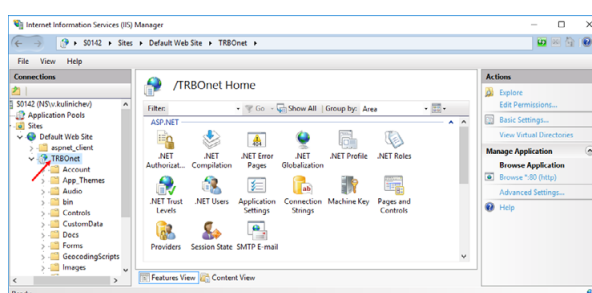 Internet Information Services (IIS) Manager
S0142 ▸ Sites ▸ Default Web Site ▸ TRBOnet ▸
File View Help
Connections
S0142 (NS\v.kulinichev)
Application Pools
Sites
Default Web Site
aspnet_client
TRBOnet
Account
App_Themes
Audio
bin
Controls
CustomData
Docs
Forms
GeocodingScripts
Images
/TRBOnet Home
Filter: Go Show All Group by: Area
ASP.NET
.NET Authorizat...
.NET Compilation
.NET Error Pages
.NET Globalization
.NET Profile
.NET Roles
.NET Trust Levels
.NET Users
Application Settings
Connection Strings
Machine Key
Pages and Controls
Providers
Session State
SMTP E-mail
Features View Content View
Actions
Explore
Edit Permissions...
Basic Settings...
View Virtual Directories
Manage Application
Browse Application
Browse *:80 (http)
Advanced Settings...
Help